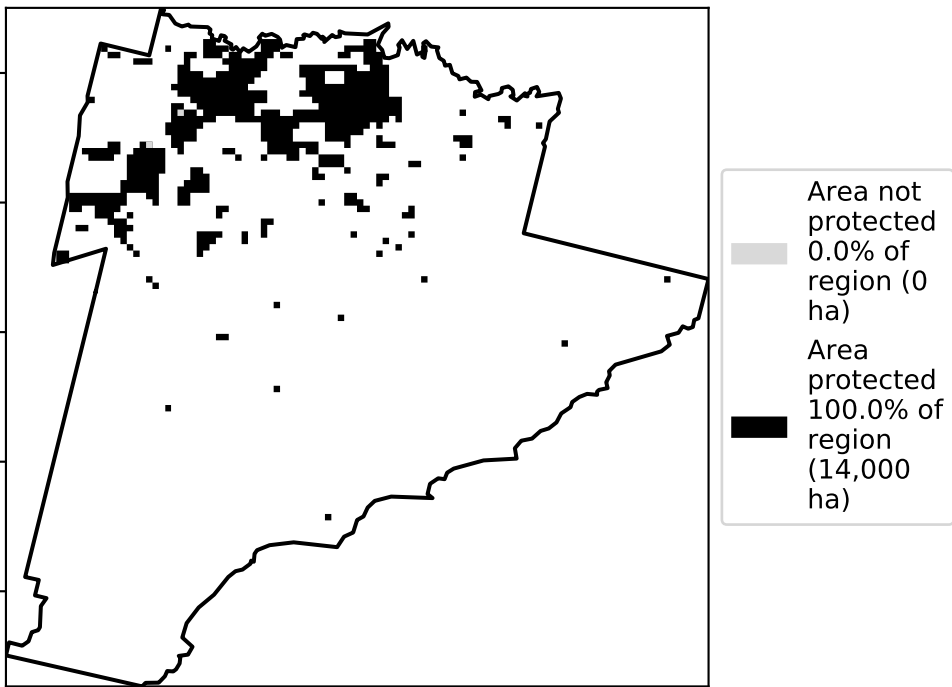 Area not
protected
0.0% of
region (0
ha)
Area
protected
100.0% of
region
(14,000
ha)